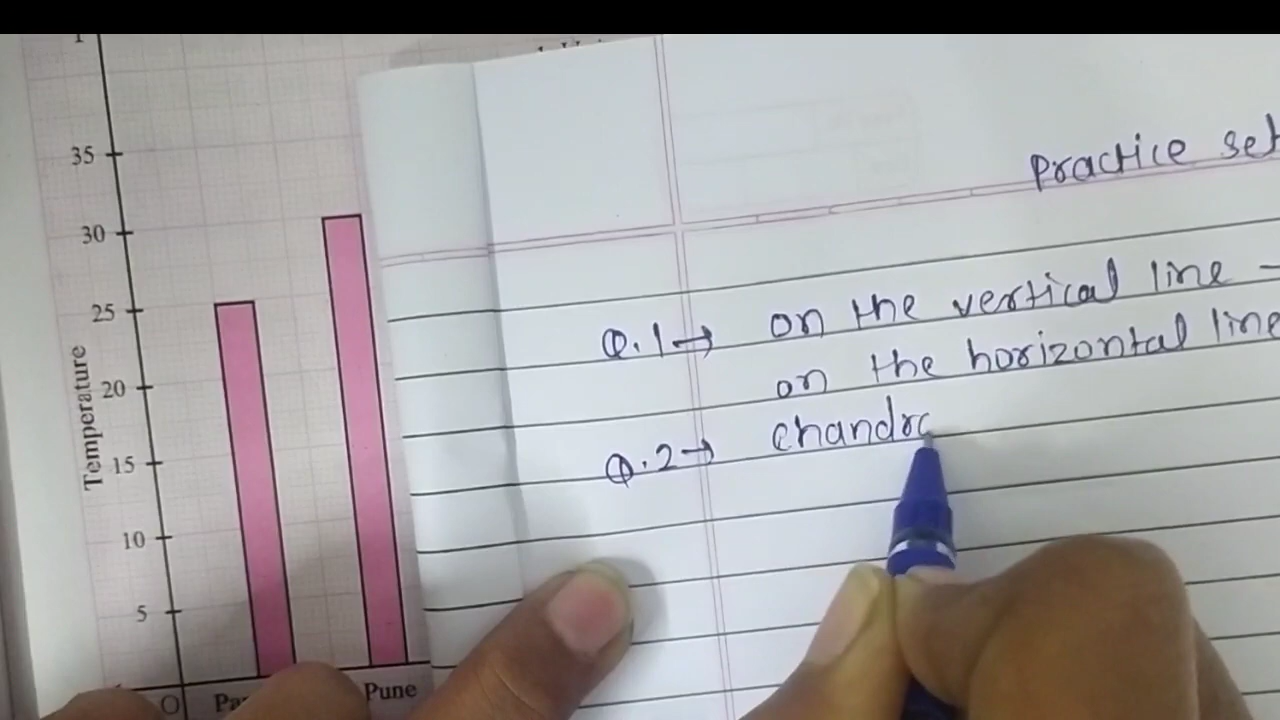 35
30
25
20
15
10
5
O
Temperature
Pune
Practice set
Q.1→ on the vertical line -
on the horizontal line
Q.2→ chandra